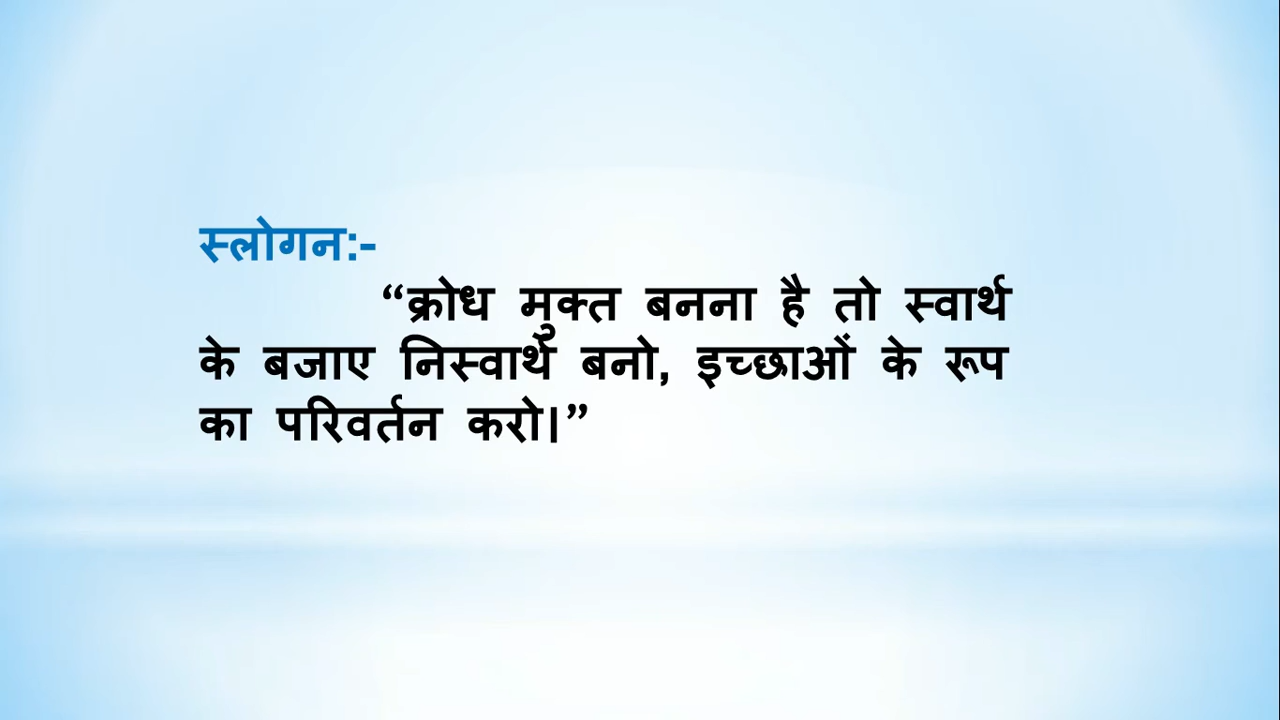 स्लोगन:-
“क्रोध मुक्त बनना है तो स्वार्थ
के बजाए निस्वार्थ बनो, इच्छाओं के रूप
का परिवर्तन करो।”